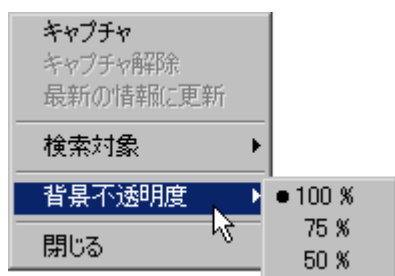 キャプチャ
キャプチャ解除
最新の情報に更新
検索対象
背景不透明度
閉じる
100 %
75 %
50 %